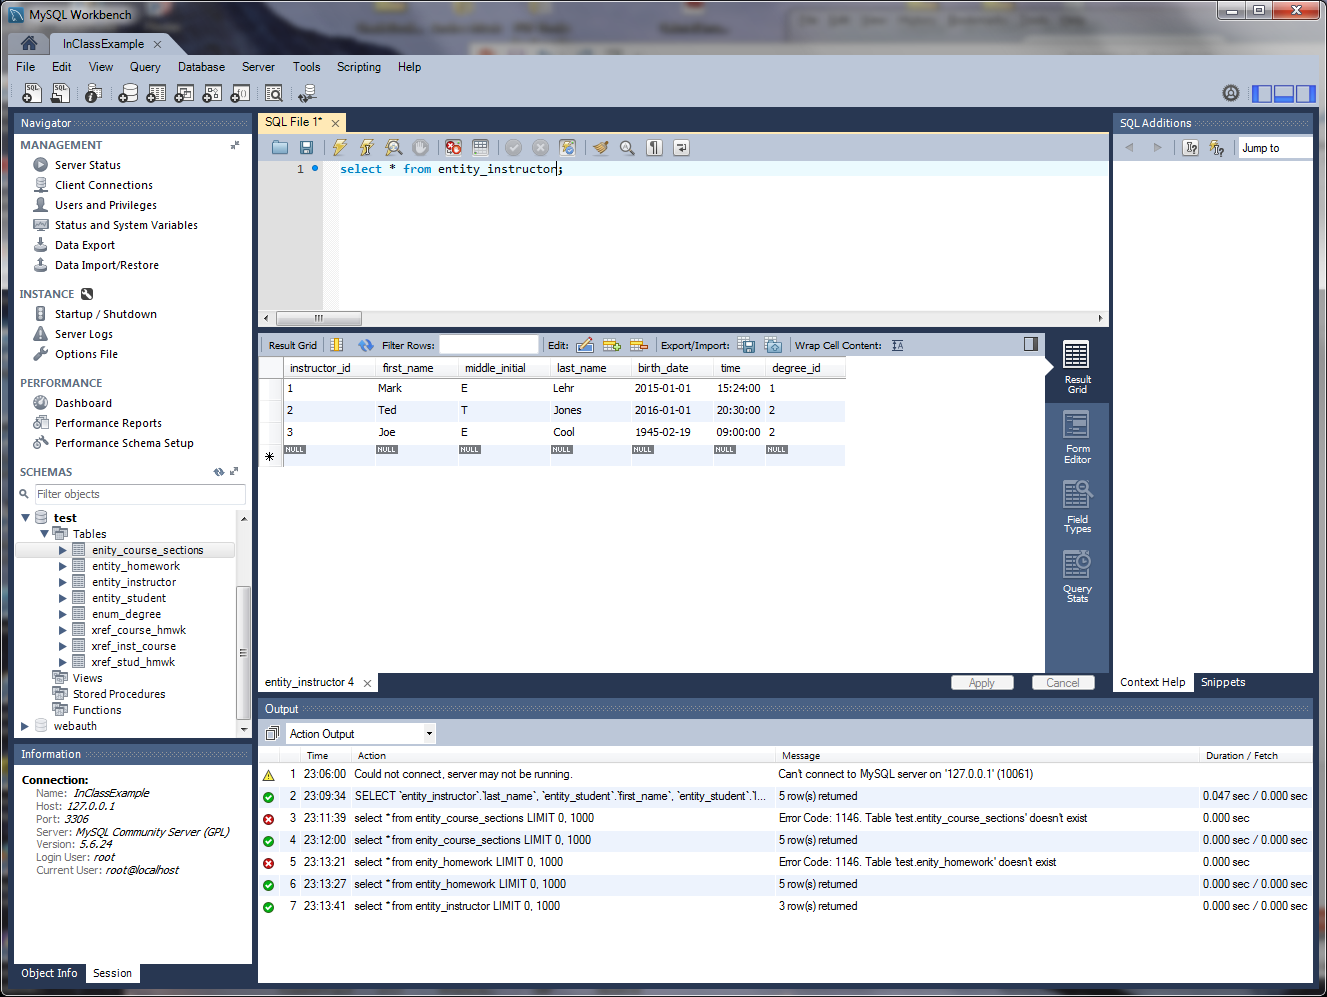 MySQL Workbench
InClassExample
File Edit View Query Database Server Tools Scripting Help
Navigator
MANAGEMENT
Server Status
Client Connections
Users and Privileges
Status and System Variables
Data Export
Data Import/Restore
INSTANCE
Startup / Shutdown
Server Logs
Options File
PERFORMANCE
Dashboard
Performance Reports
Performance Schema Setup
SCHEMAS
Filter objects
test
Tables
enity_course_sections
entity_homework
entity_instructor
entity_student
enum_degree
xref_course_hmwk
xref_inst_course
xref_stud_hmwk
Views
Stored Procedures
Functions
webauth
Information
Connection:
Name: InClassExample
Host: 127.0.0.1
Port: 3306
Server: MySQL Community Server (GPL)
Version: 5.6.24
Login User: root
Current User: root@localhost
Object Info Session
SQL File 1*
1 select * from entity_instructor;
Result Grid Filter Rows: Edit: Export/Import: Wrap Cell Content:
instructor_id first_name middle_initial last_name birth_date time degree_id
1 Mark E Lehr 2015-01-01 15:24:00 1
2 Ted T Jones 2016-01-01 20:30:00 2
3 Joe E Cool 1945-02-19 09:00:00 2
NULL NULL NULL NULL NULL NULL NULL
Result
Grid
Form
Editor
Field
Types
Query
Stats
entity_instructor 4
Apply Cancel
SQL Additions
Jump to
Context Help Snippets
Output
Action Output
Time Action Message Duration / Fetch
1 23:06:00 Could not connect, server may not be running. Can't connect to MySQL server on '127.0.0.1' (10061)
2 23:09:34 SELECT `entity_instructor`.`last_name`, `entity_student`.`first_name`, `entity_student`.`l... 5 row(s) returned 0.047 sec / 0.000 sec
3 23:11:39 select * from entity_course_sections LIMIT 0, 1000 Error Code: 1146. Table 'test.entity_course_sections' doesn't exist 0.000 sec
4 23:12:00 select * from enity_course_sections LIMIT 0, 1000 5 row(s) returned 0.000 sec / 0.000 sec
5 23:13:21 select * from enity_homework LIMIT 0, 1000 Error Code: 1146. Table 'test.enity_homework' doesn't exist 0.000 sec
6 23:13:27 select * from entity_homework LIMIT 0, 1000 5 row(s) returned 0.000 sec / 0.000 sec
7 23:13:41 select * from entity_instructor LIMIT 0, 1000 3 row(s) returned 0.000 sec / 0.000 sec